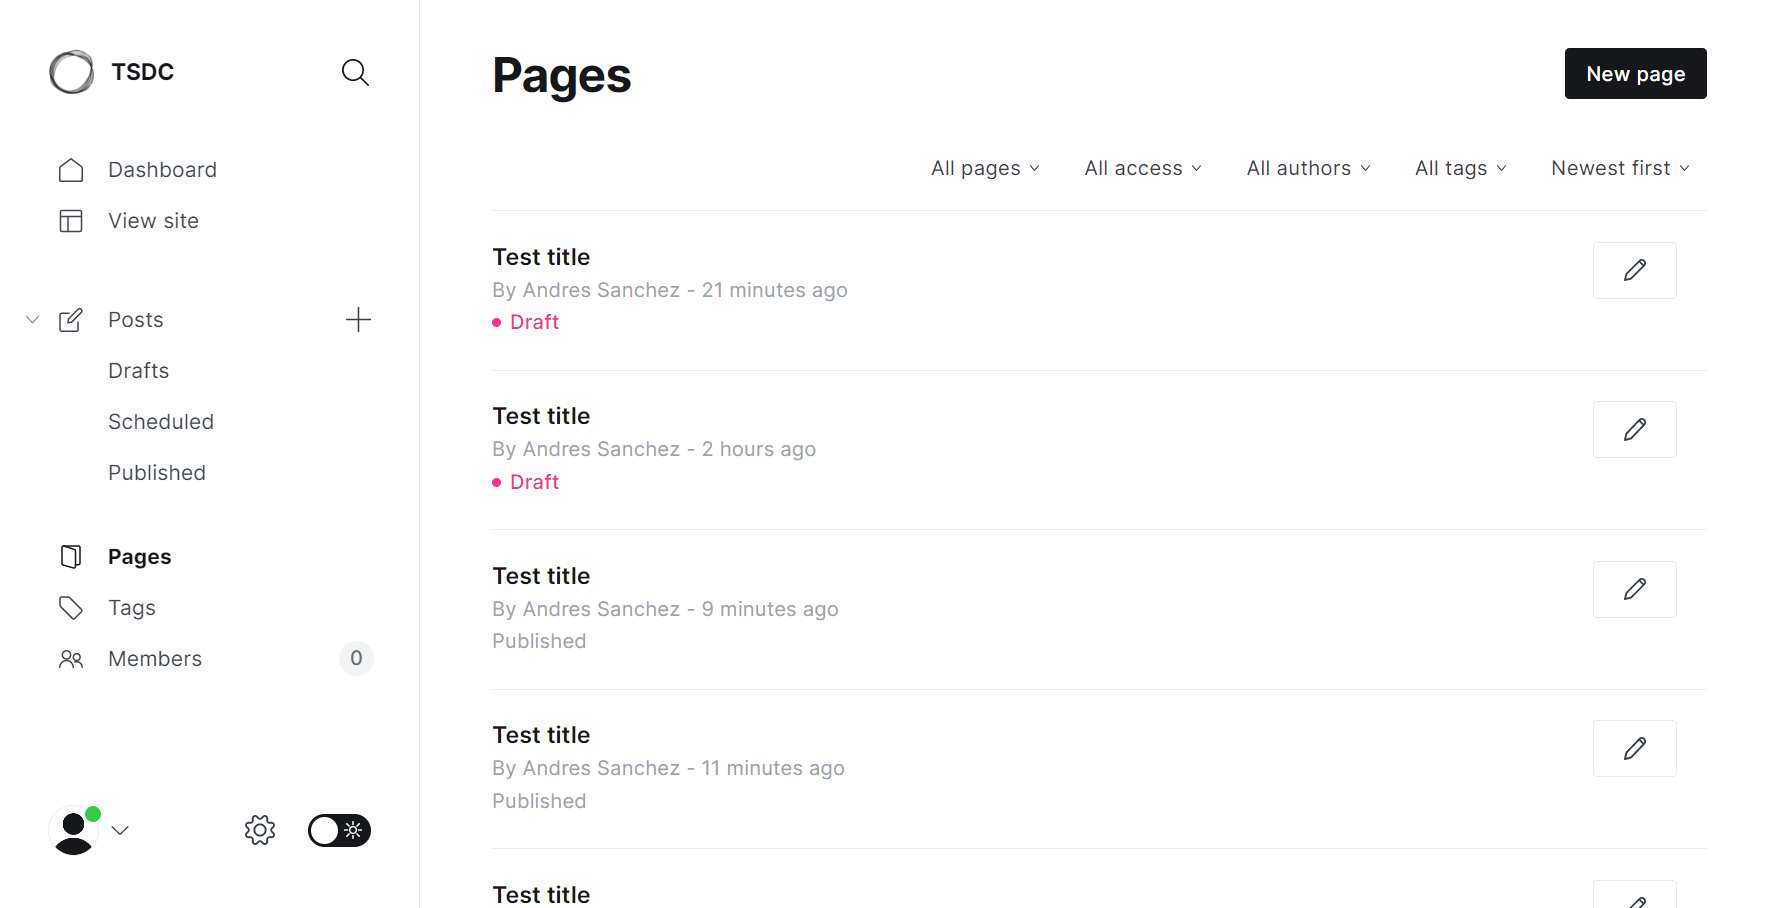 TSDC
Dashboard
View site
Posts
Drafts
Scheduled
Published
Pages
Tags
Members
0
Pages
New page
All pages
All access
All authors
All tags
Newest first
Test title
By Andres Sanchez - 21 minutes ago
Draft
Test title
By Andres Sanchez - 2 hours ago
Draft
Test title
By Andres Sanchez - 9 minutes ago
Published
Test title
By Andres Sanchez - 11 minutes ago
Published
Test title